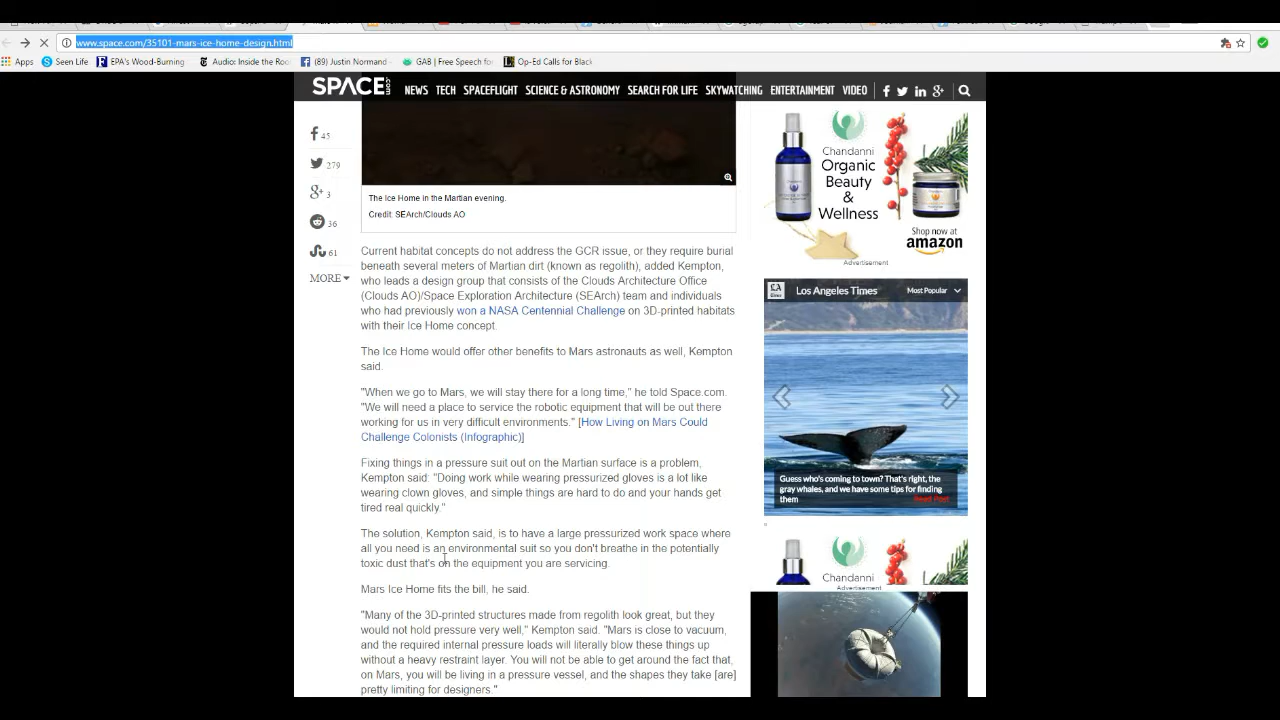 www.space.com/35101-mars-ice-home-design.html
Apps Seen Life EPA's Wood-Burning Audio: Inside the Roo (89) Justin Normand GAB | Free Speech fo Op-Ed Calls for Black
SPACE.com NEWS TECH SPACEFLIGHT SCIENCE & ASTRONOMY SEARCH FOR LIFE SKYWATCHING ENTERTAINMENT VIDEO
45
279
3
36
61
MORE
The Ice Home in the Martian evening.
Credit: SEArch/Clouds AO
Current habitat concepts do not address the GCR issue, or they require burial
beneath several meters of Martian dirt (known as regolith), added Kempton,
who leads a design group that consists of the Clouds Architecture Office
(Clouds AO)/Space Exploration Architecture (SEArch) team and individuals
who had previously won a NASA Centennial Challenge on 3D-printed habitats
with their Ice Home concept.
The Ice Home would offer other benefits to Mars astronauts as well, Kempton
said.
"When we go to Mars, we will stay there for a long time," he told Space.com.
"We will need a place to service the robotic equipment that will be out there
working for us in very difficult environments." [How Living on Mars Could
Challenge Colonists (Infographic)]
Fixing things in a pressure suit out on the Martian surface is a problem,
Kempton said: "Doing work while wearing pressurized gloves is a lot like
wearing clown gloves, and simple things are hard to do and your hands get
tired real quickly."
The solution, Kempton said, is to have a large pressurized work space where
all you need is an environmental suit so you don't breathe in the potentially
toxic dust that's on the equipment you are servicing.
Mars Ice Home fits the bill, he said.
"Many of the 3D-printed structures made from regolith look great, but they
would not hold pressure very well," Kempton said. "Mars is close to vacuum,
and the required internal pressure loads will literally blow these things up
without a heavy restraint layer. You will not be able to get around the fact that,
on Mars, you will be living in a pressure vessel, and the shapes they take [are]
pretty limiting for designers."
Chandanni
Organic
Beauty
&
Wellness
Shop now at
amazon
Advertisement
Los Angeles Times Most Popular
Guess who's coming to town? That's right, the
gray whales, and we have some tips for finding
them
Read Post
Chandanni
Advertisement